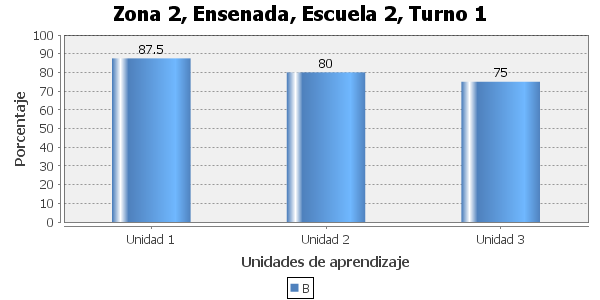 Zona 2, Ensenada, Escuela 2, Turno 1
Porcentaje
100
90
80
70
60
50
40
30
20
10
0
87.5
80
75
Unidad 1
Unidad 2
Unidad 3
Unidades de aprendizaje
B